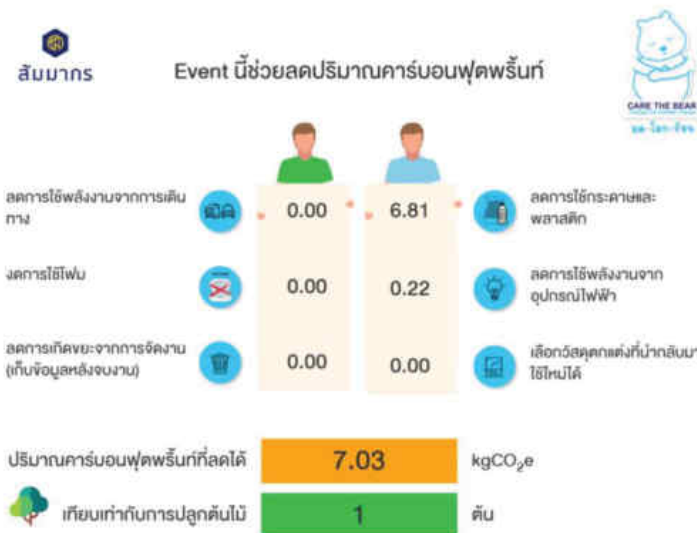 สัมมากร
Event นี้ช่วยลดปริมาณคาร์บอนฟุตพริ้นท์
CARE THE BEAR
ลดการใช้พลังงานจากการเดิน
ทาง
0.00
6.81
ลดการใช้กระดาษและ
พลาสติก
งดการใช้โฟม
0.00
0.22
ลดการใช้พลังงานจาก
อุปกรณ์ไฟฟ้า
ลดการเกิดขยะจากการจัดงาน
(เก็บข้อมูลหลังจบงาน)
0.00
0.00
เลือกวัสดุตกแต่งที่นำกลับมา
ใช้ใหม่ได้
ปริมาณคาร์บอนฟุตพริ้นท์ที่ลดได้
7.03
kgCO₂e
เทียบเท่ากับการปลูกต้นไม้
1
ต้น